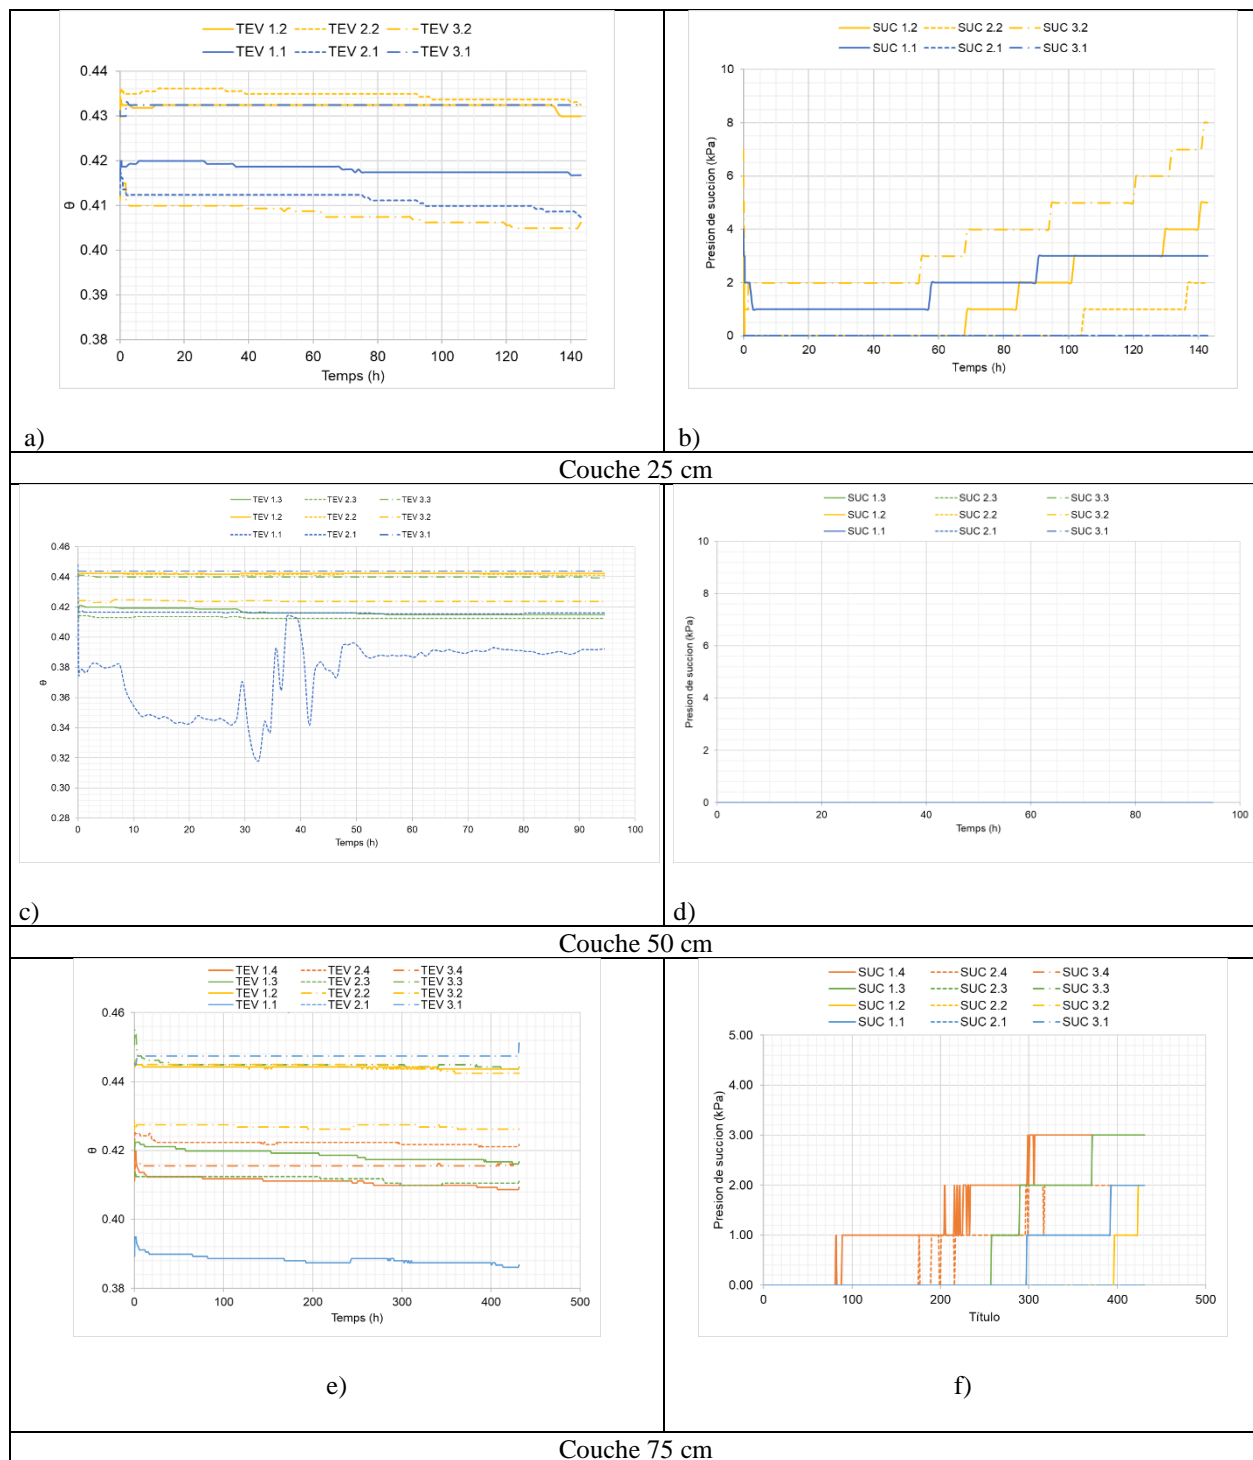 TEV 1.2 TEV 2.2 TEV 3.2
TEV 1.1 TEV 2.1 TEV 3.1
0.44
0.43
0.42
0.41
0.40
0.39
0.38
θ
0 20 40 60 80 100 120 140
Temps (h)
a)
SUC 1.2 SUC 2.2 SUC 3.2
SUC 1.1 SUC 2.1 SUC 3.1
10
8
6
4
2
0
Presion de succion (kPa)
0 20 40 60 80 100 120 140
Temps (h)
b)
Couche 25 cm
TEV 1.3 TEV 2.3 TEV 3.3
TEV 1.2 TEV 2.2 TEV 3.2
TEV 1.1 TEV 2.1 TEV 3.1
0.46
0.44
0.42
0.40
0.38
0.36
0.34
0.32
0.30
0.28
θ
0 10 20 30 40 50 60 70 80 90 100
Temps (h)
c)
SUC 1.3 SUC 2.3 SUC 3.3
SUC 1.2 SUC 2.2 SUC 3.2
SUC 1.1 SUC 2.1 SUC 3.1
10
8
6
4
2
0
Presion de succion (kPa)
0 20 40 60 80 100
Temps (h)
d)
Couche 50 cm
TEV 1.4 TEV 2.4 TEV 3.4
TEV 1.3 TEV 2.3 TEV 3.3
TEV 1.2 TEV 2.2 TEV 3.2
TEV 1.1 TEV 2.1 TEV 3.1
0.46
0.44
0.42
0.40
0.38
θ
0 100 200 300 400 500
Temps (h)
e)
SUC 1.4 SUC 2.4 SUC 3.4
SUC 1.3 SUC 2.3 SUC 3.3
SUC 1.2 SUC 2.2 SUC 3.2
SUC 1.1 SUC 2.1 SUC 3.1
5.00
4.00
3.00
2.00
1.00
0.00
Presion de succion (kPa)
0 100 200 300 400 500
Título
f)
Couche 75 cm